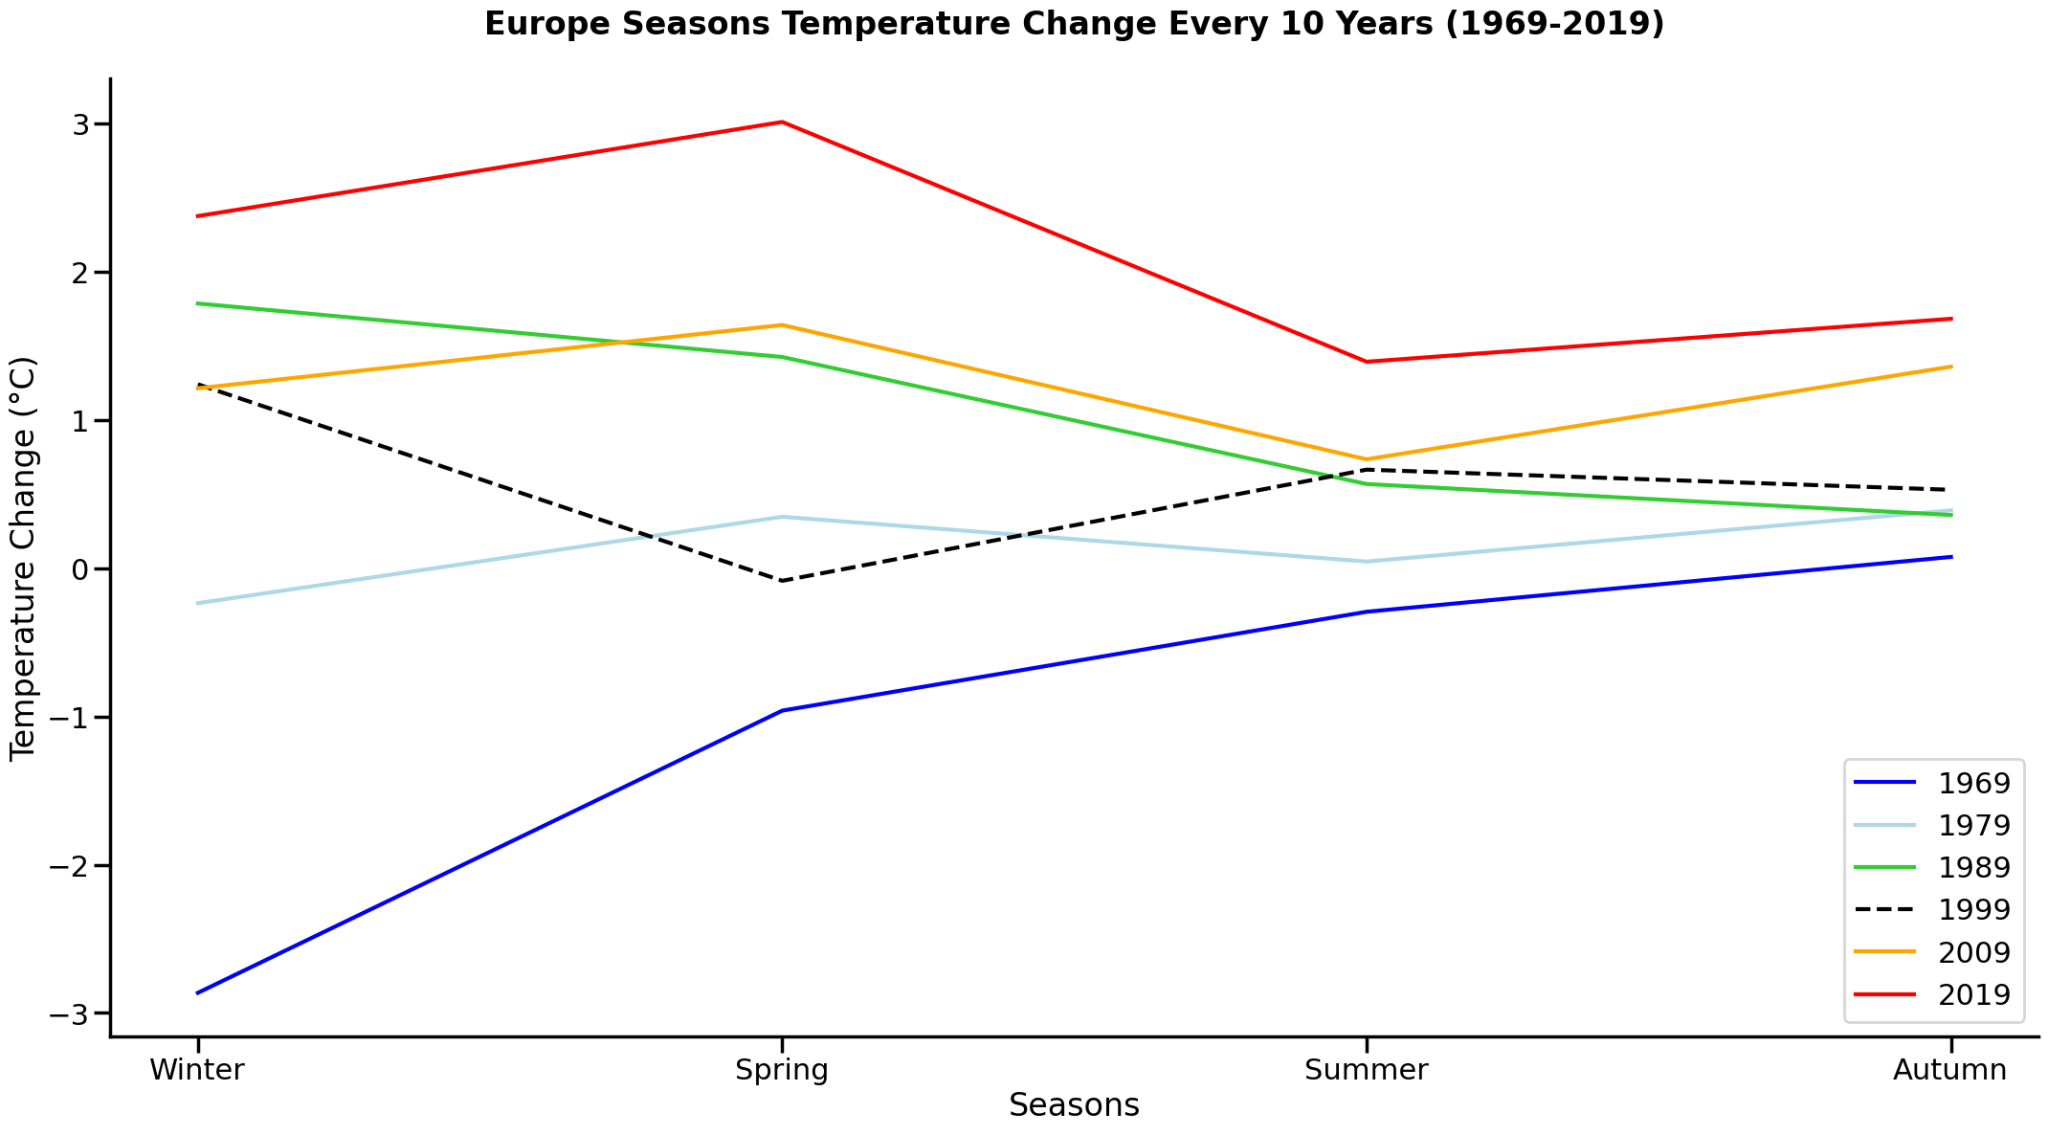 Europe Seasons Temperature Change Every 10 Years (1969-2019)
Temperature Change (°C)
3
2
1
0
−1
−2
−3
Winter
Spring
Summer
Autumn
Seasons
1969
1979
1989
1999
2009
2019